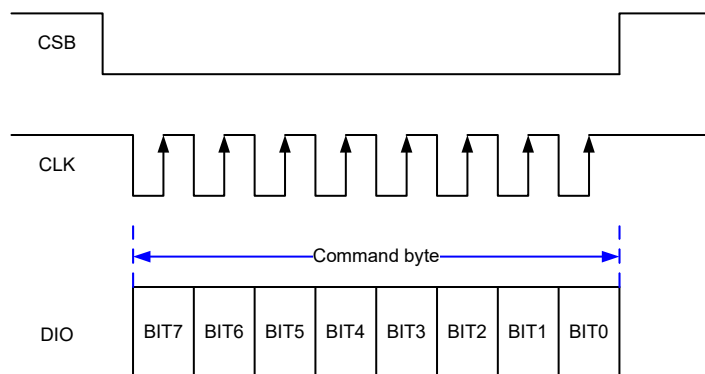 CSB
CLK
Command byte
DIO BIT7 BIT6 BIT5 BIT4 BIT3 BIT2 BIT1 BIT0